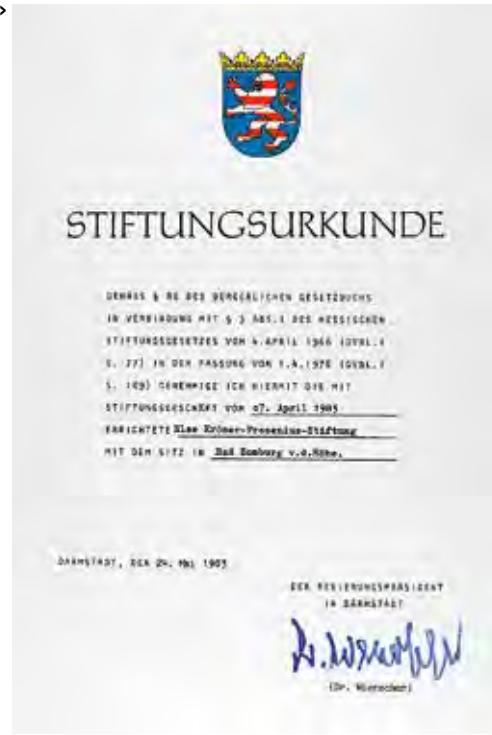 STIFTUNGSURKUNDE
GEMÄSS § 80 DES BÜRGERLICHEN GESETZBUCHS
IN VERBINDUNG MIT § 3 ABS.1 DES HESSISCHEN
STIFTUNGSGESETZES VOM 4.APRIL 1966 (GVBL.I
S. 77) IN DER FASSUNG VOM 1.4.1978 (GVBL.I
S. 109) GENEHMIGE ICH HIERMIT DIE MIT
STIFTUNGSGESCHÄFT VOM 07. April 1983
ERRICHTETE Else Kröner-Fresenius-Stiftung
MIT DEM SITZ IN Bad Homburg v.d.Höhe.
DARMSTADT, DEN 24. Mai 1983
DER REGIERUNGSPRÄSIDENT
IN DARMSTADT
(Dr. Wierscher)